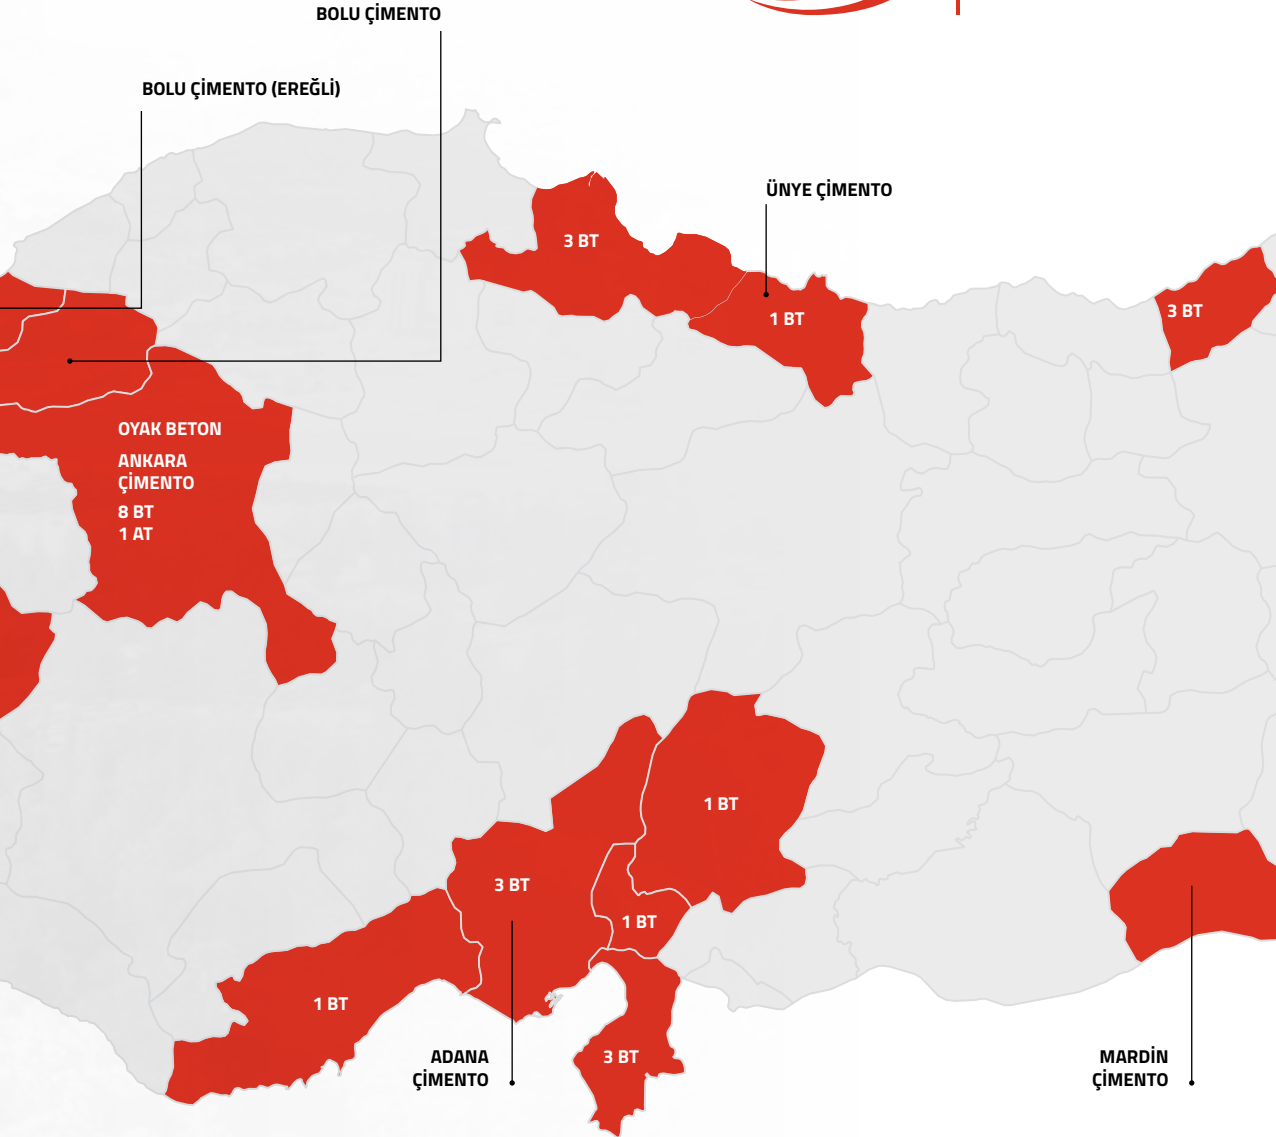 BOLU ÇİMENTO
BOLU ÇİMENTO (EREĞLİ)
ÜNYE ÇİMENTO
3 BT
1 BT
3 BT
OYAK BETON
ANKARA
ÇİMENTO
8 BT
1 AT
1 BT
3 BT
1 BT
1 BT
3 BT
ADANA
ÇİMENTO
MARDİN
ÇİMENTO